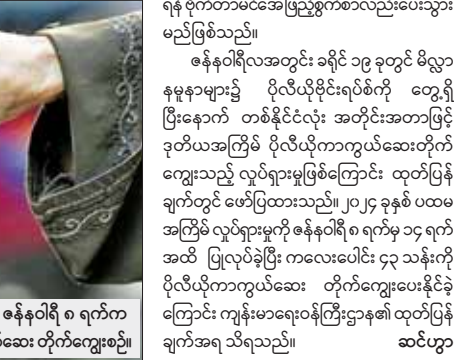 ရန် ဗိုက်တာမင်အေဖြည့်စွက်စာလည်းပေးသွား
မည်ဖြစ်သည်။
ဇန်နဝါရီလအတွင်း ခရိုင် ၁၉ ခုတွင် မိလ္လာ
နမူနာများ၌ ပိုလီယိုဗိုင်းရပ်စ်ကို တွေ့ရှိ
ပြီးနောက် တစ်နိုင်ငံလုံး အတိုင်းအတာဖြင့်
ဒုတိယအကြိမ် ပိုလီယိုကာကွယ်ဆေးတိုက်
ကျွေးသည့် လှုပ်ရှားမှုဖြစ်ကြောင်း ထုတ်ပြန်
ချက်တွင် ဖော်ပြထားသည်။ ၂၀၂၄ ခုနှစ် ပထမ
အကြိမ် လှုပ်ရှားမှုကို ဇန်နဝါရီ ၈ ရက်မှ ၁၄ ရက်
အထိ ပြုလုပ်ခဲ့ပြီး ကလေးပေါင်း ၄၃ သန်းကို
ပိုလီယိုကာကွယ်ဆေး တိုက်ကျွေးပေးနိုင်ခဲ့
ကြောင်း ကျန်းမာရေးဝန်ကြီးဌာန၏ ထုတ်ပြန်
ချက်အရ သိရသည်။ ဆင်ဟွာ
ဇန်နဝါရီ ၈ ရက်က
ဆေး တိုက်ကျွေးစဉ်။